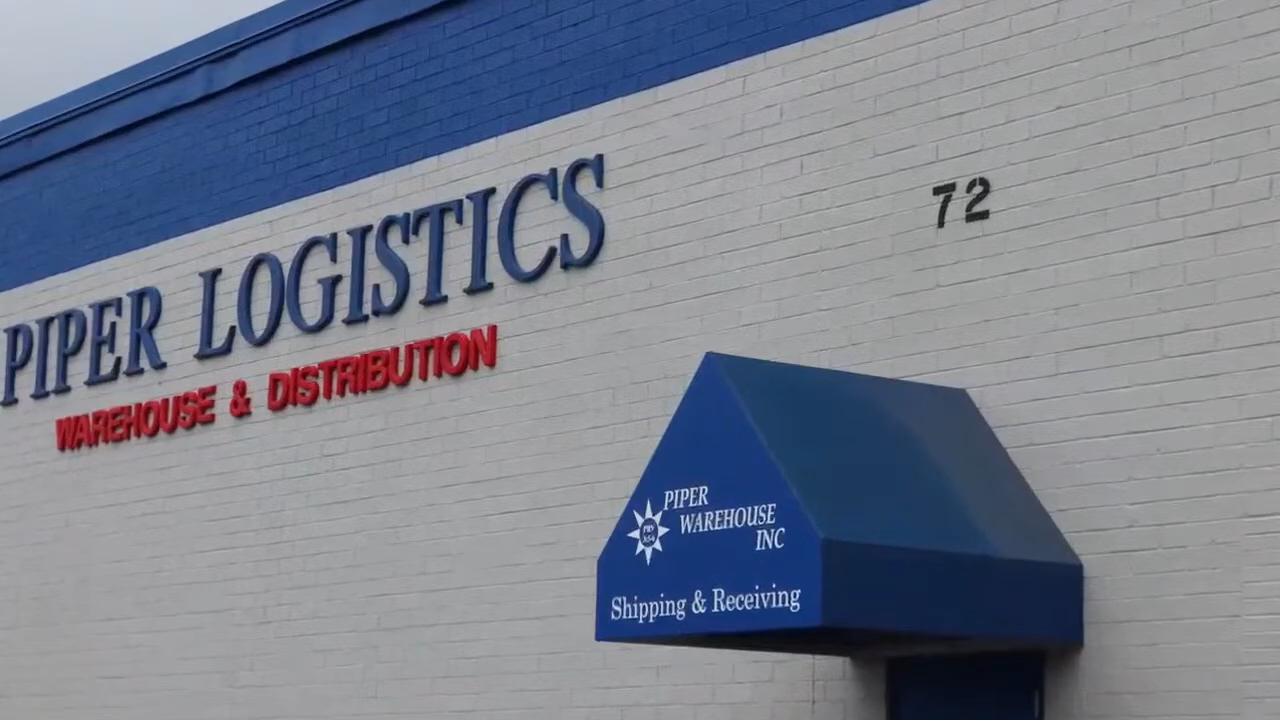 PIPER LOGISTICS
WAREHOUSE & DISTRIBUTION
72
PIPER
WAREHOUSE
INC
Shipping & Receiving